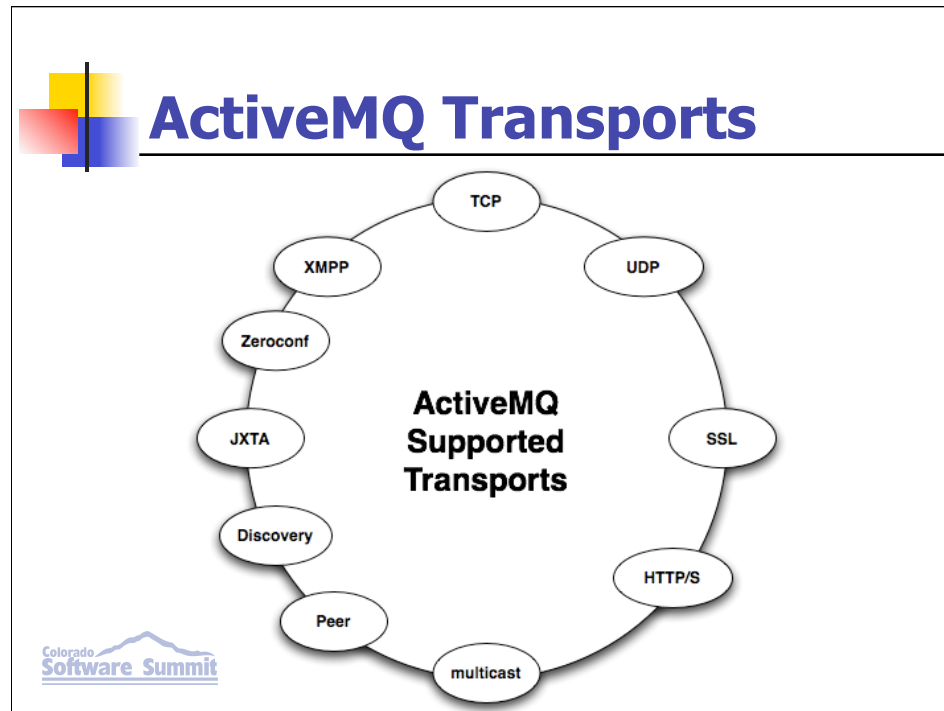 ActiveMQ Transports
TCP
XMPP
UDP
Zeroconf
ActiveMQ
Supported
Transports
JXTA
SSL
Discovery
HTTP/S
Peer
multicast
Colorado
Software Summit